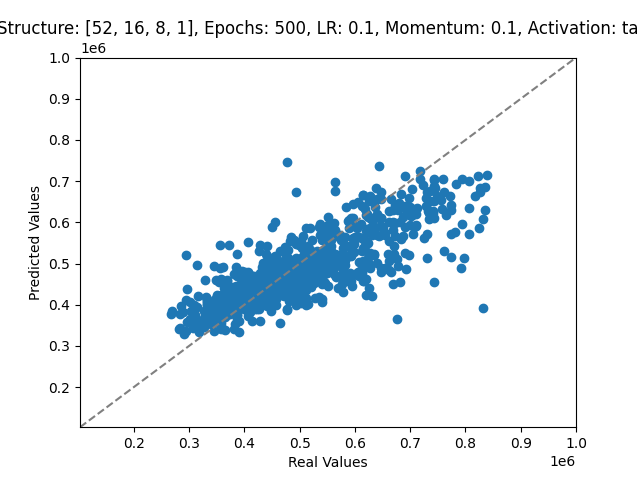 Structure: [52, 16, 8, 1], Epochs: 500, LR: 0.1, Momentum: 0.1, Activation: ta
1e6
1.0
0.9
0.8
0.7
0.6
0.5
0.4
0.3
0.2
Predicted Values
0.2 0.3 0.4 0.5 0.6 0.7 0.8 0.9 1.0
Real Values
1e6